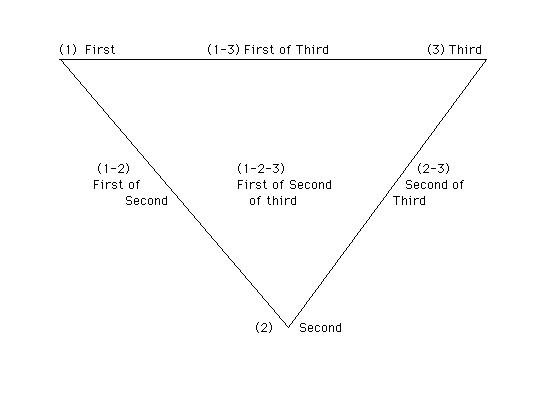 (1) First (1-3) First of Third (3) Third
(1-2)
First of
Second
(1-2-3)
First of Second
of third
(2-3)
Second of
Third
(2) Second